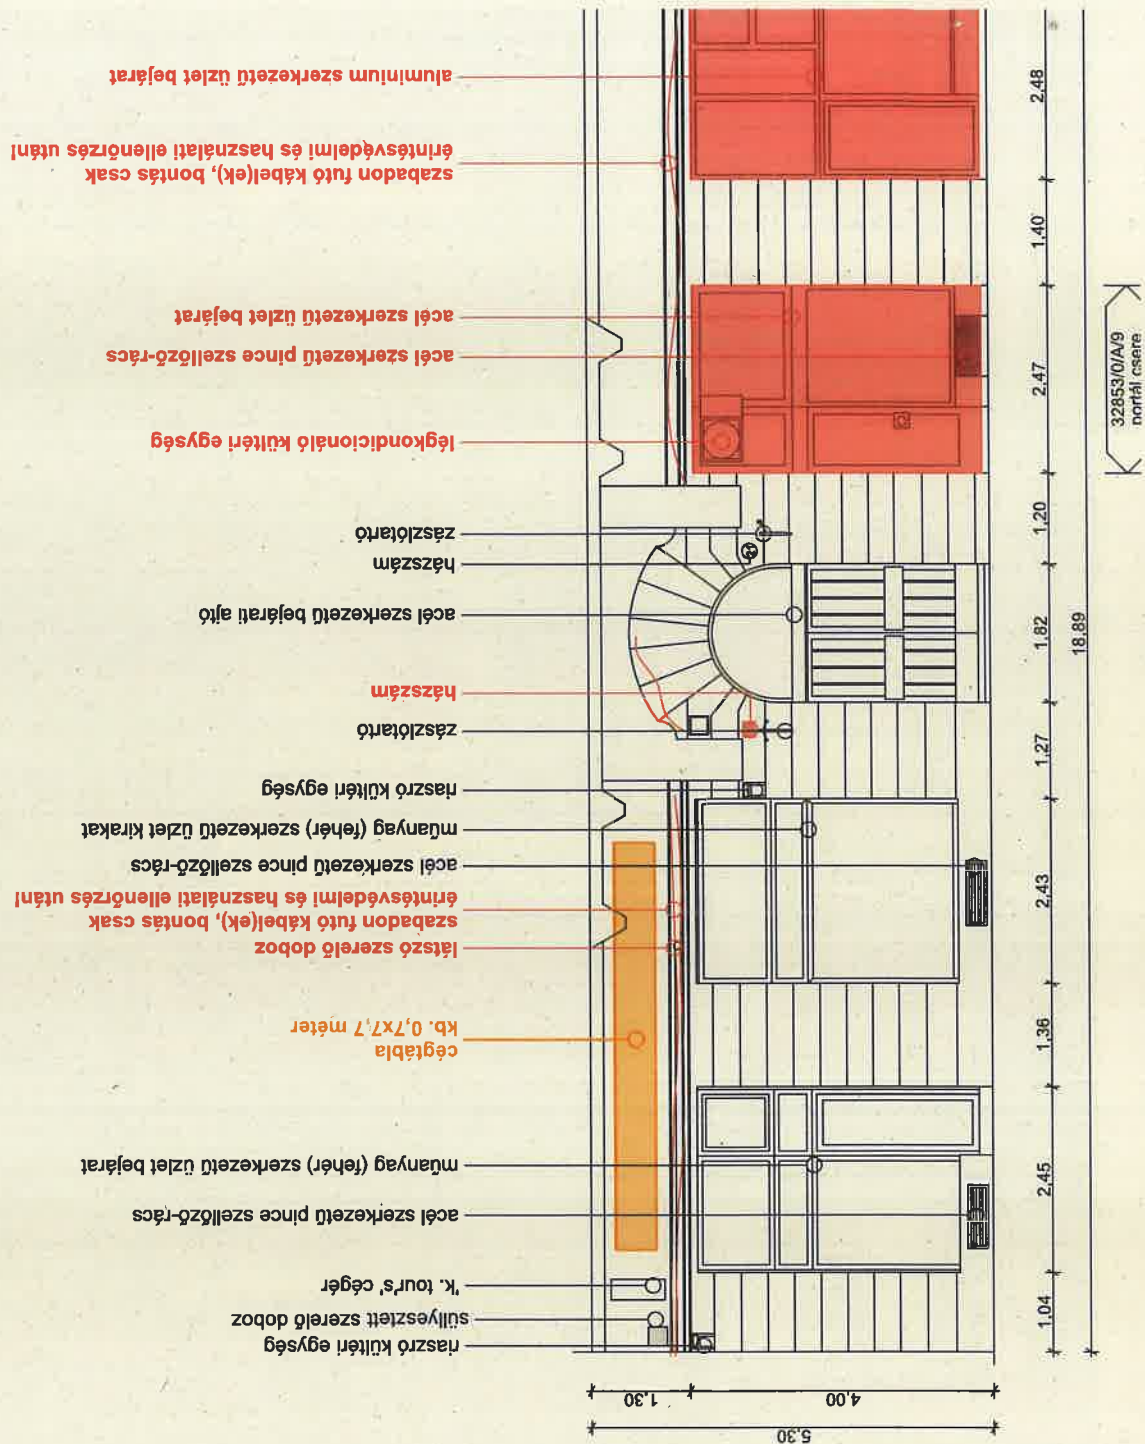 5.30
4.00
1.30
riaszró kültéri egység
süllyesztett szerelő doboz
'k. tour's' cégér
acél szerkezetű pince szellőző-rács
műanyag (fehér) szerkezetű üzlet bejárat
cégtábla
kb. 0,7x7,7 méter
látszó szerelő doboz
szabadon futó kábel(ek), bontás csak
érintésvédelmi és használati ellenőrzés után!
acél szerkezetű pince szellőző-rács
műanyag (fehér) szerkezetű üzlet kirakat
riaszró kültéri egység
zászlótartó
házszám
acél szerkezetű bejárati ajtó
házszám
zászlótartó
légkondicionáló kültéri egység
acél szerkezetű pince szellőző-rács
acél szerkezetű üzlet bejárat
szabadon futó kábel(ek), bontás csak
érintésvédelmi és használati ellenőrzés után!
aluminium szerkezetű üzlet bejárat
1.04
2.45
1.36
2.43
1.27
1.82
1.20
2.47
1.40
2.48
18.89
32853/0/A/9
portál csere